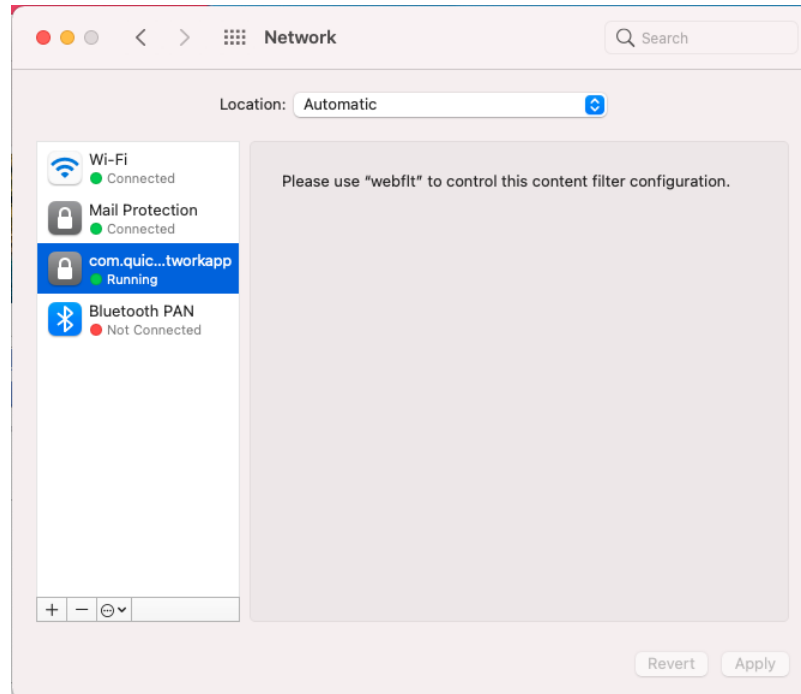 Network
Search
Location: Automatic
Wi-Fi
Connected
Mail Protection
Connected
com.quic...tworkapp
Running
Bluetooth PAN
Not Connected
Please use “webflt” to control this content filter configuration.
Revert
Apply